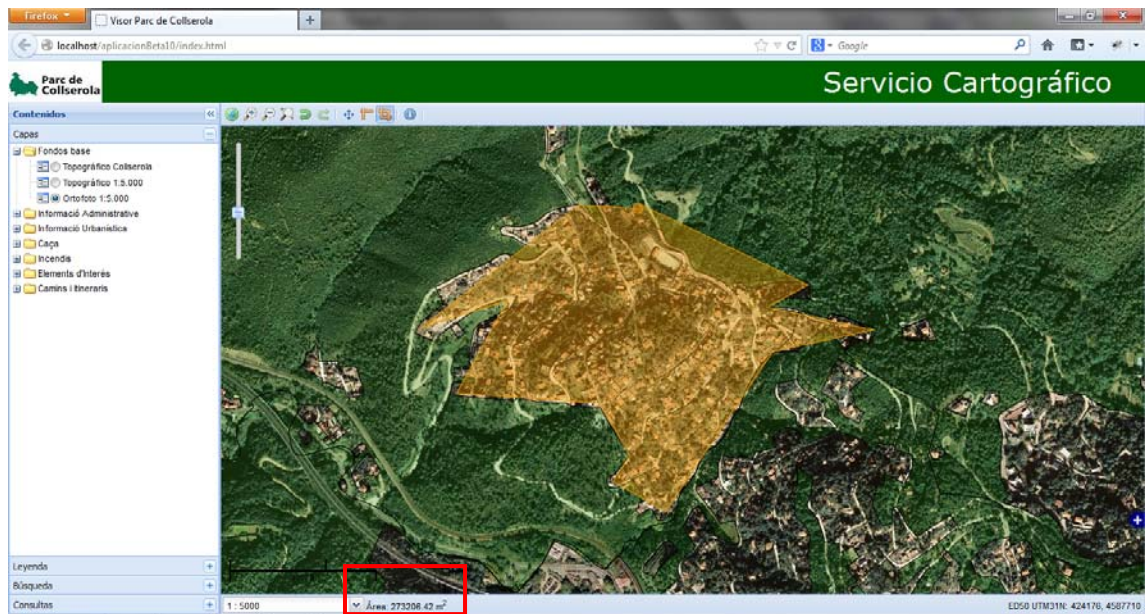 Firefox
Visor Parc de Collserola
localhost/aplicacionBeta10/index.html
Google
Parc de
Collserola
Servicio Cartográfico
Contenidos
Capas
Fondos base
Topográfico Collserola
Topográfico 1:5.000
Ortofoto 1:5.000
Informació Administrative
Informació Urbanística
Caça
Incendis
Elements d'Interés
Camins i Itineraris
Leyenda
Búsqueda
Consultas
1 : 5000
Área: 273206.42 m²
ED50 UTM31N: 424176, 4587710